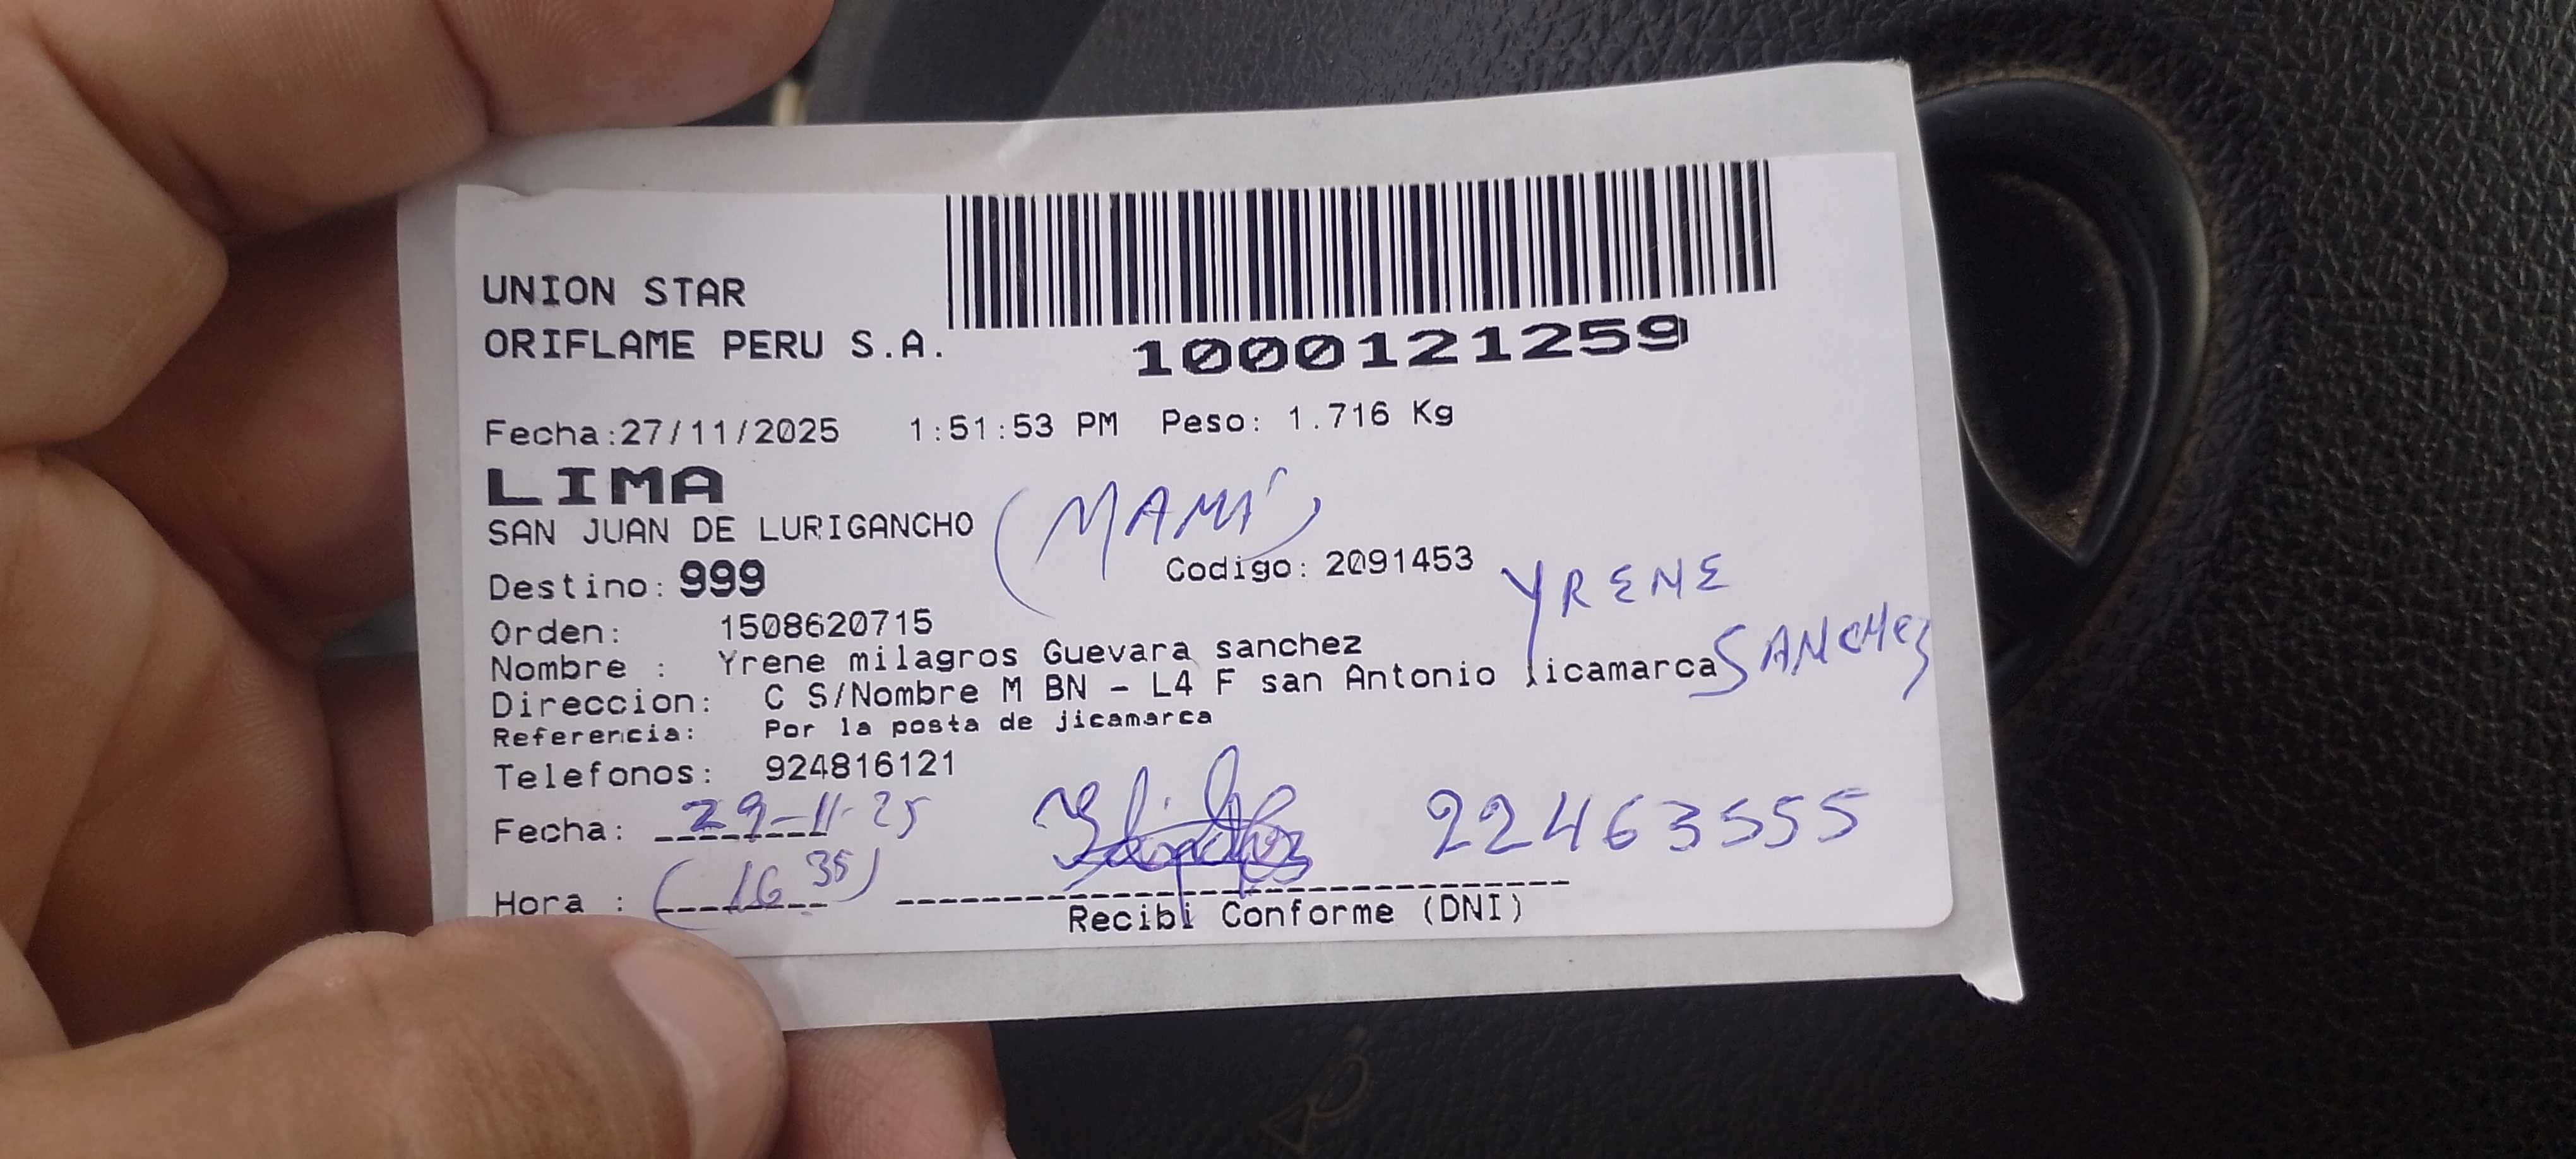 UNION STAR
ORIFLAME PERU S.A.
1000121259
Fecha:27/11/2025 1:51:53 PM Peso: 1.716 Kg
LIMA
SAN JUAN DE LURIGANCHO
(MAMÁ)
Destino: 999
Codigo: 2091453
YRENE
SANCHEZ
Orden: 1508620715
Nombre : Yrene milagros Guevara sanchez
Direccion: C S/Nombre M BN - L4 F san Antonio jicamarca
Referencia: Por la posta de jicamarca
Telefonos: 924816121
Fecha: 29-11-25
22463555
Hora : (16 35)
Recibi Conforme (DNI)